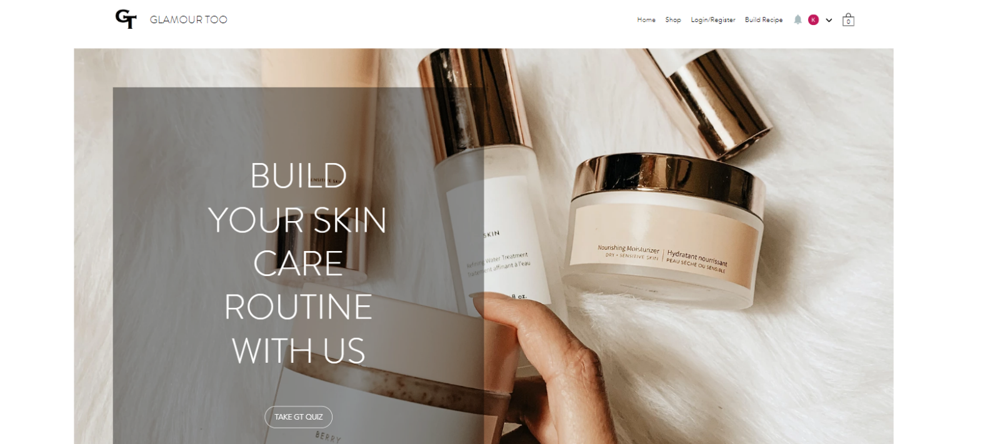 GT GLAMOUR TOO Home Shop Login/Register Build Recipe K 0
BUILD
YOUR SKIN
CARE
ROUTINE
WITH US
TAKE GT QUIZ
SENSITIVE SKIN
SKIN
Refining Water Treatment
Traitement affinant à l'eau
fl oz.
Nourishing Moisturizer | Hydratant nourrissant
DRY • SENSITIVE SKIN | PEAU SÈCHE OU SENSIBLE
BERRY